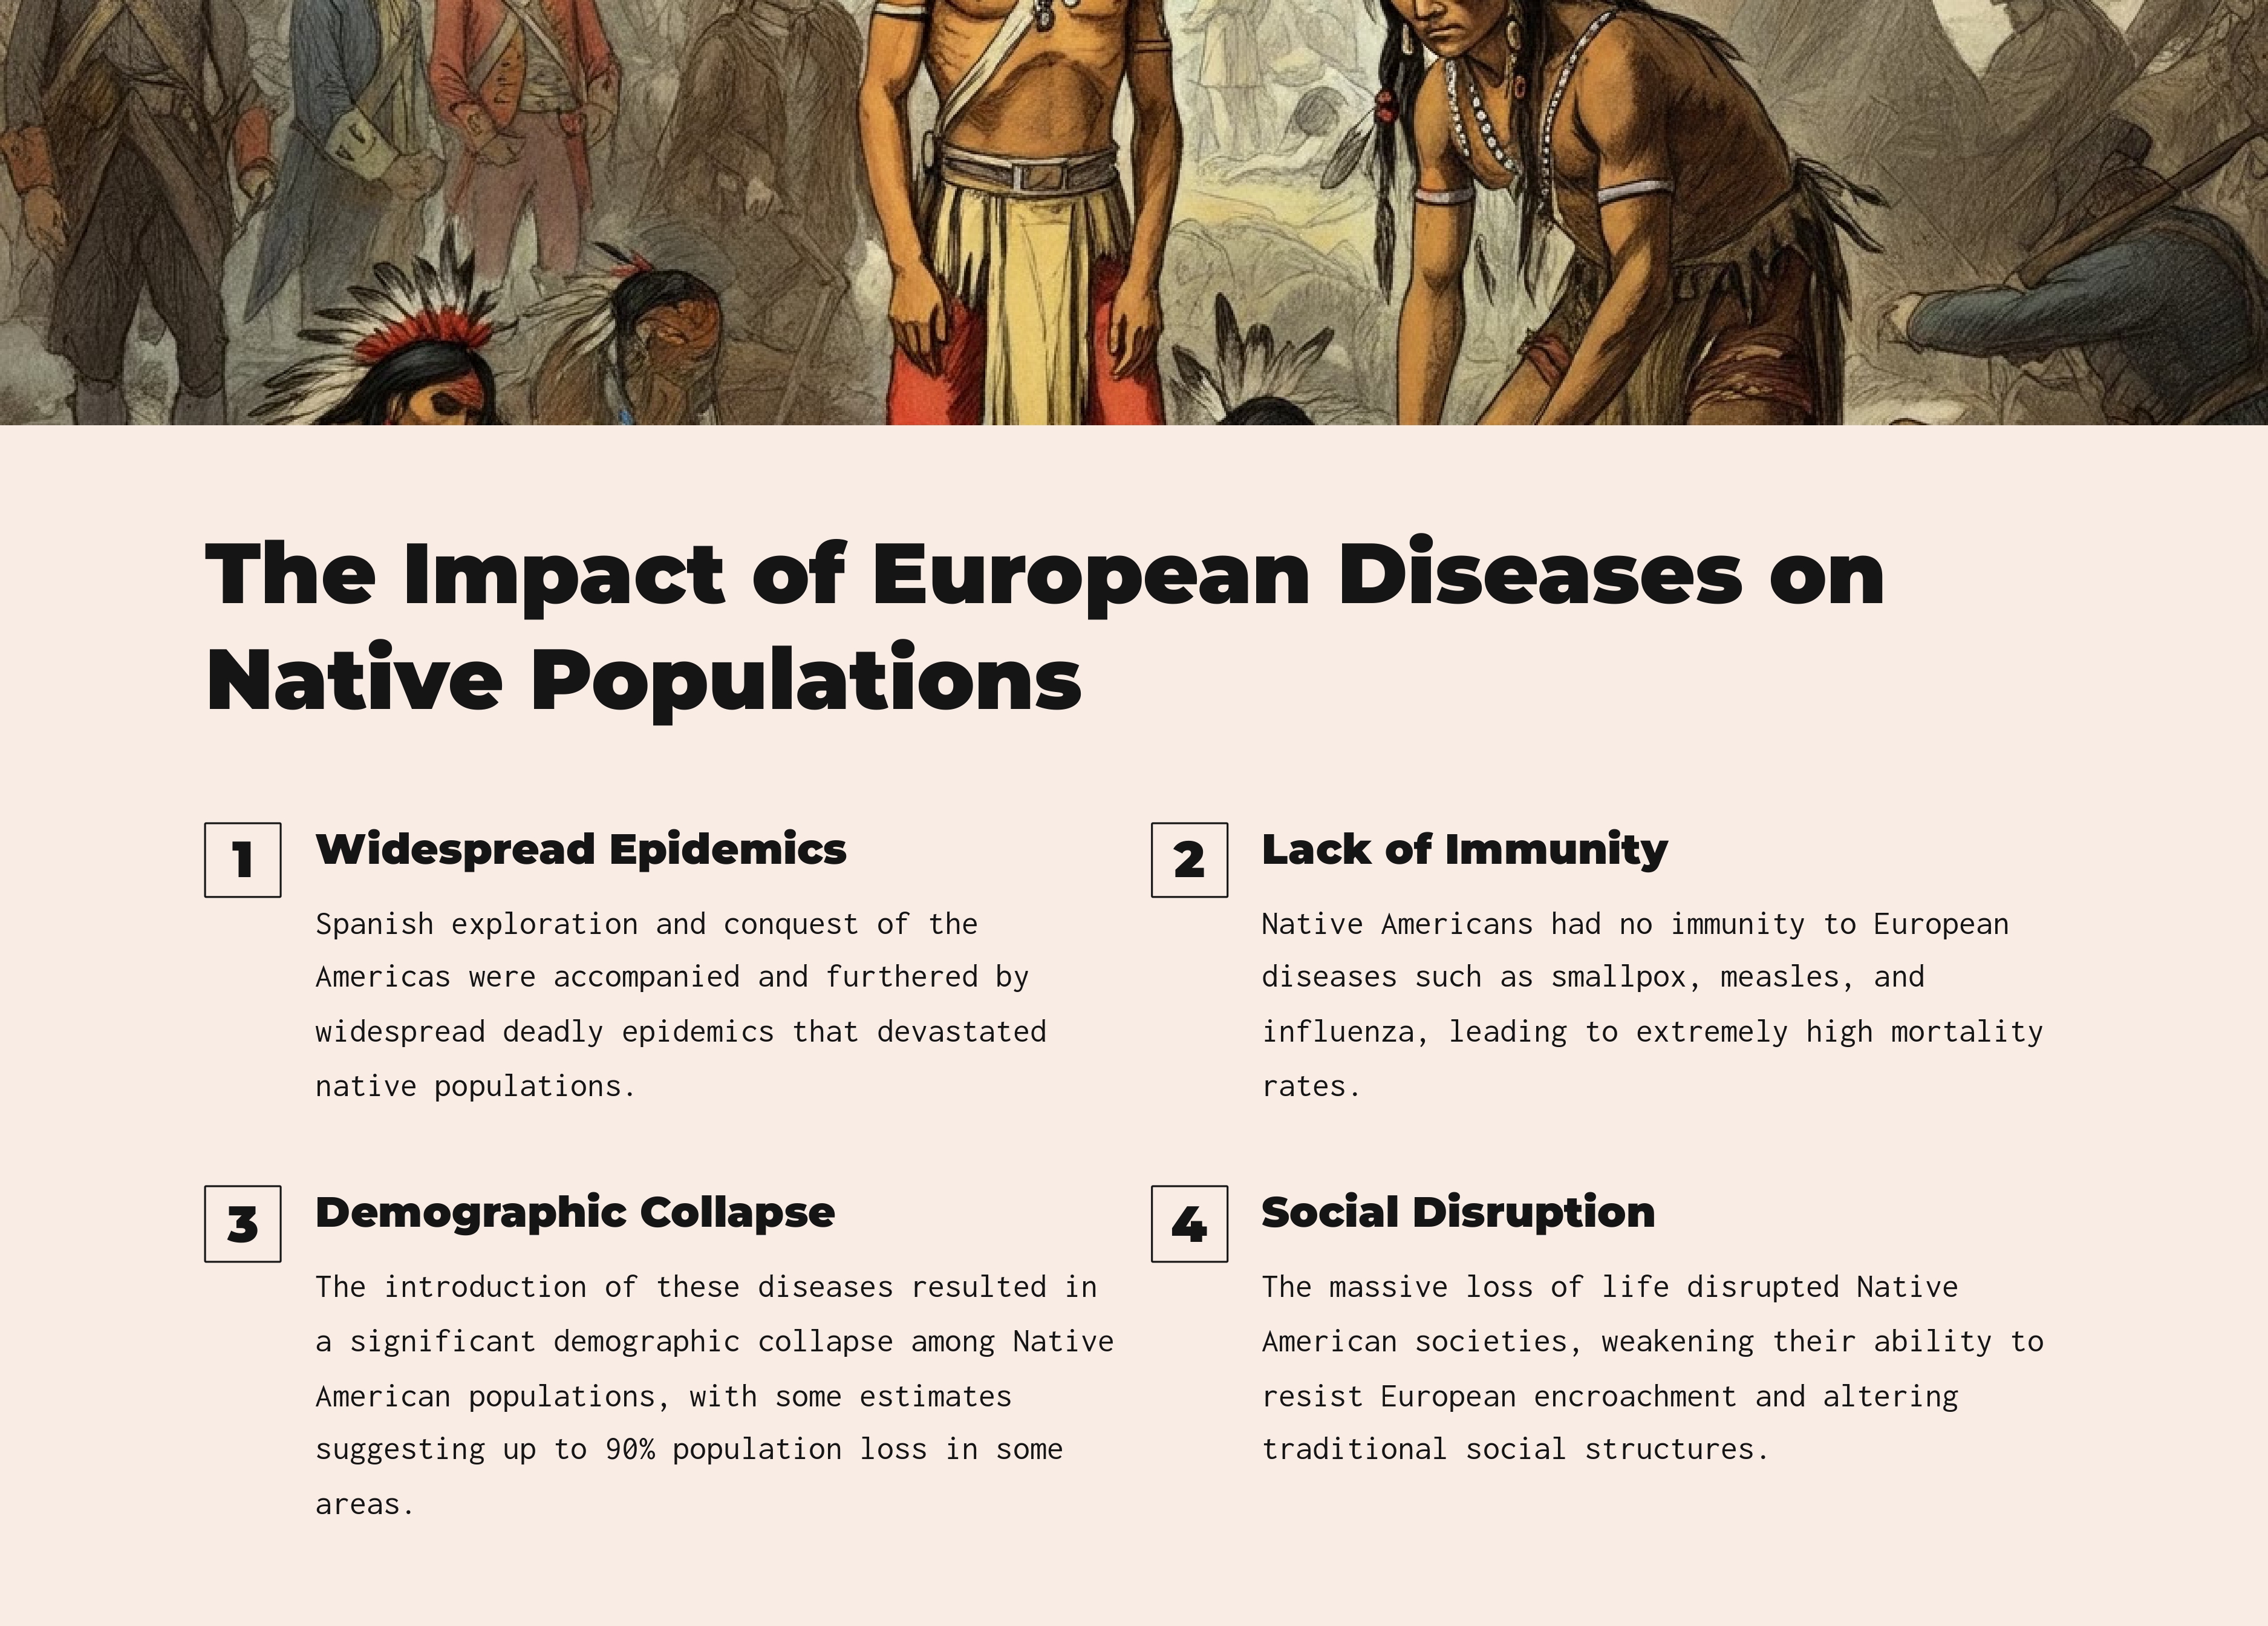 The Impact of European Diseases on
Native Populations
1
Widespread Epidemics
Spanish exploration and conquest of the
Americas were accompanied and furthered by
widespread deadly epidemics that devastated
native populations.
2
Lack of Immunity
Native Americans had no immunity to European
diseases such as smallpox, measles, and
influenza, leading to extremely high mortality
rates.
3
Demographic Collapse
The introduction of these diseases resulted in
a significant demographic collapse among Native
American populations, with some estimates
suggesting up to 90% population loss in some
areas.
4
Social Disruption
The massive loss of life disrupted Native
American societies, weakening their ability to
resist European encroachment and altering
traditional social structures.